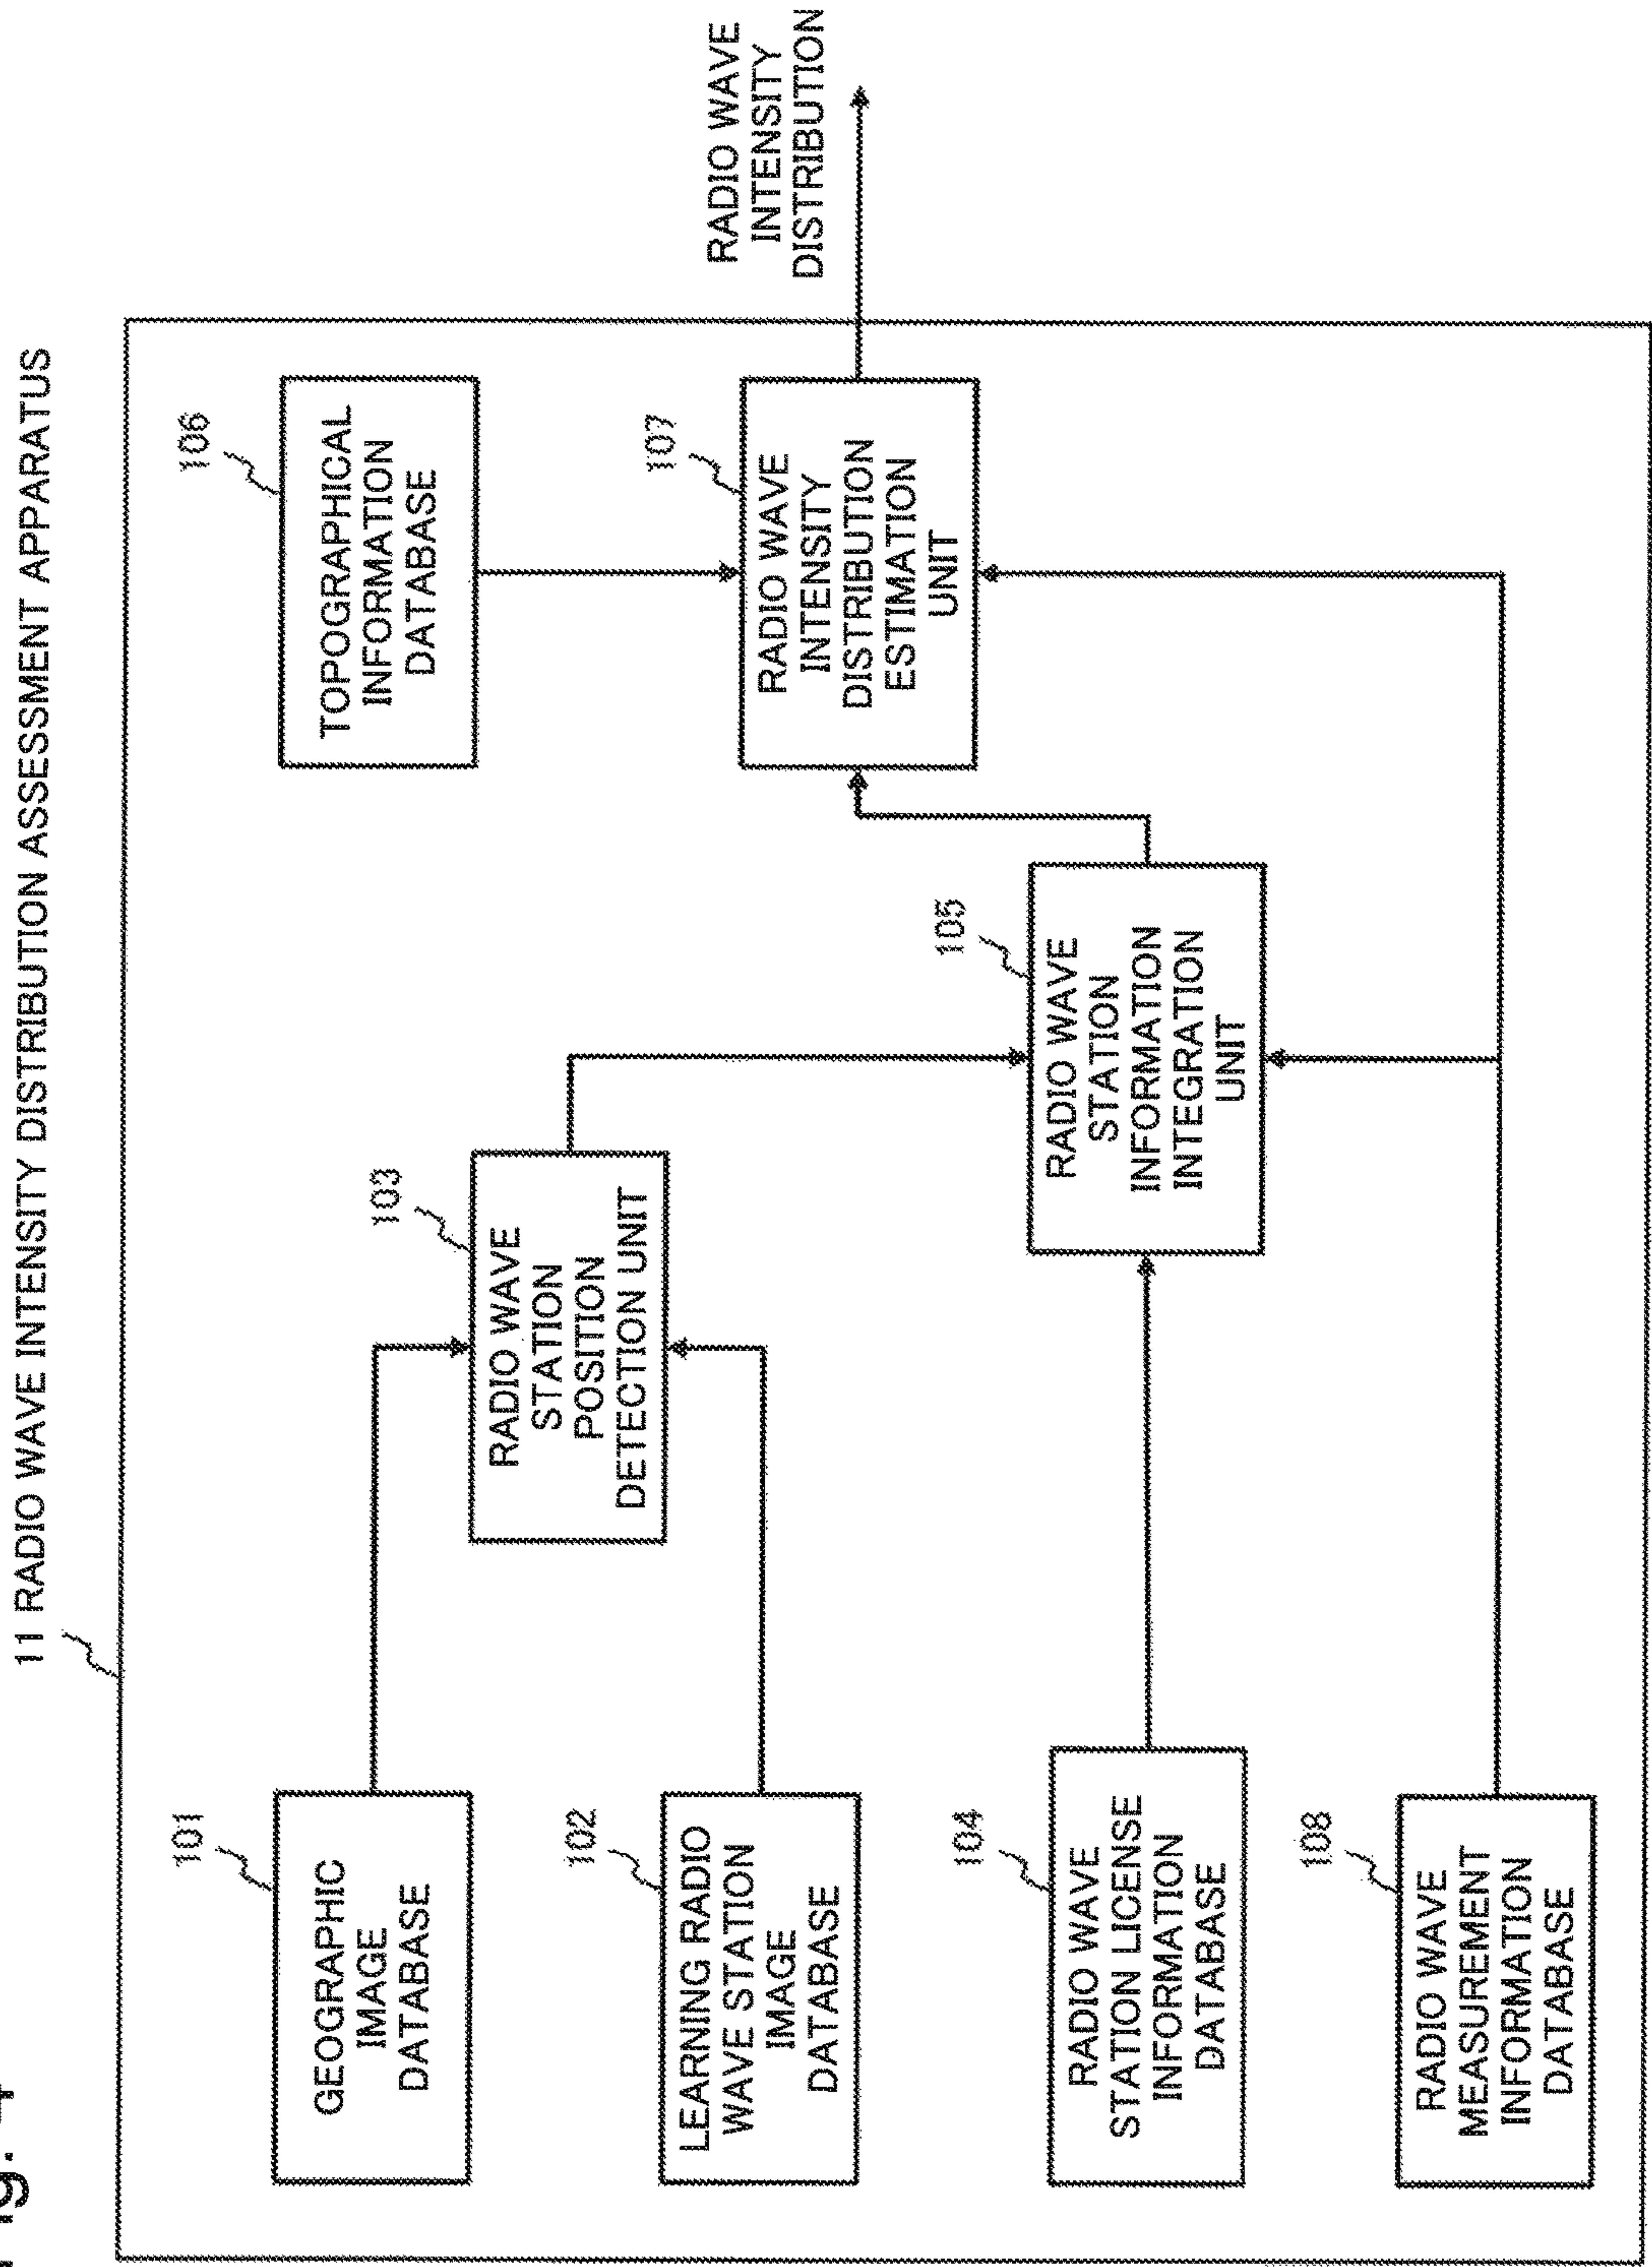 11 RADIO WAVE INTENSITY DISTRIBUTION ASSESSMENT APPARATUS
101
GEOGRAPHIC
IMAGE
DATABASE
102
LEARNING RADIO
WAVE STATION
IMAGE
DATABASE
103
RADIO WAVE
STATION
POSITION
DETECTION UNIT
104
RADIO WAVE
STATION LICENSE
INFORMATION
DATABASE
108
RADIO WAVE
MEASUREMENT
INFORMATION
DATABASE
105
RADIO WAVE
STATION
INFORMATION
INTEGRATION
UNIT
106
TOPOGRAPHICAL
INFORMATION
DATABASE
107
RADIO WAVE
INTENSITY
DISTRIBUTION
ESTIMATION
UNIT
RADIO WAVE
INTENSITY
DISTRIBUTION